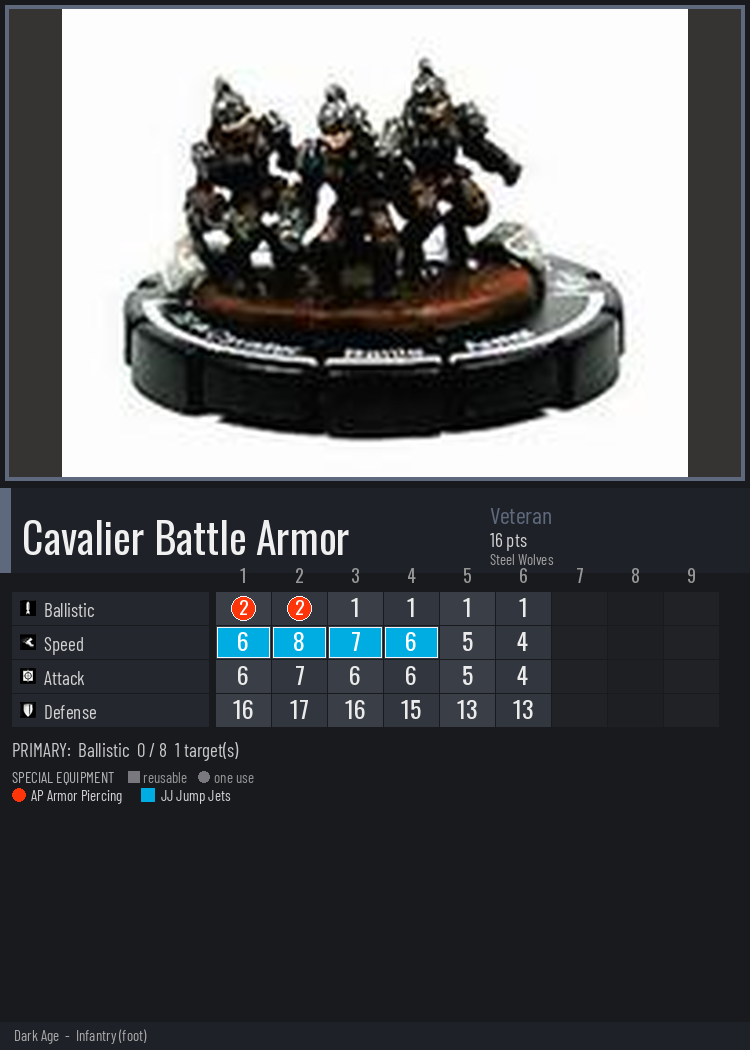 Cavalier Battle Armor
Veteran
16 pts
Steel Wolves
1 2 3 4 5 6 7 8 9
Ballistic 2 2 1 1 1 1
Speed 6 8 7 6 5 4
Attack 6 7 6 6 5 4
Defense 16 17 16 15 13 13
PRIMARY: Ballistic 0 / 8 1 target(s)
SPECIAL EQUIPMENT reusable one use
AP Armor Piercing JJ Jump Jets
Dark Age - Infantry (foot)